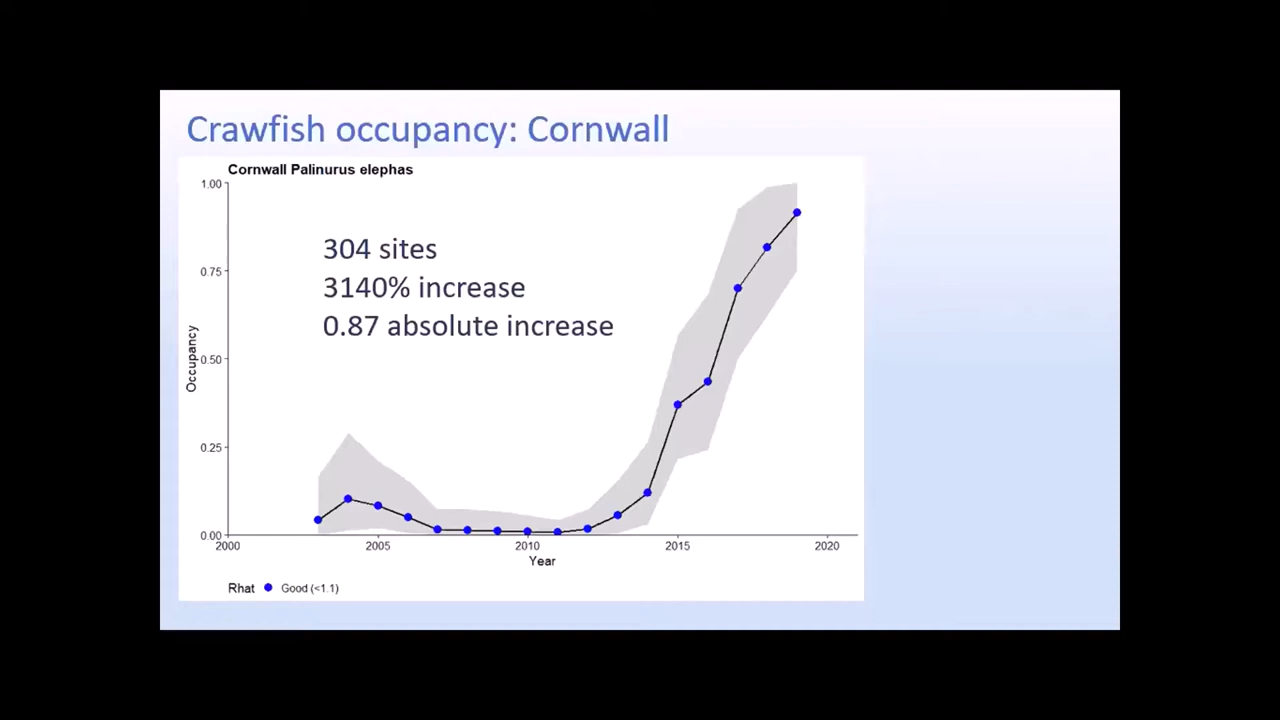 Crawfish occupancy: Cornwall
Cornwall Palinurus elephas
1.00
304 sites
0.75
3140% increase
0.87 absolute increase
Occupancy
0.50
0.25
0.00
2000 2005 2010 2015 2020
Year
Rhat Good (<1.1)